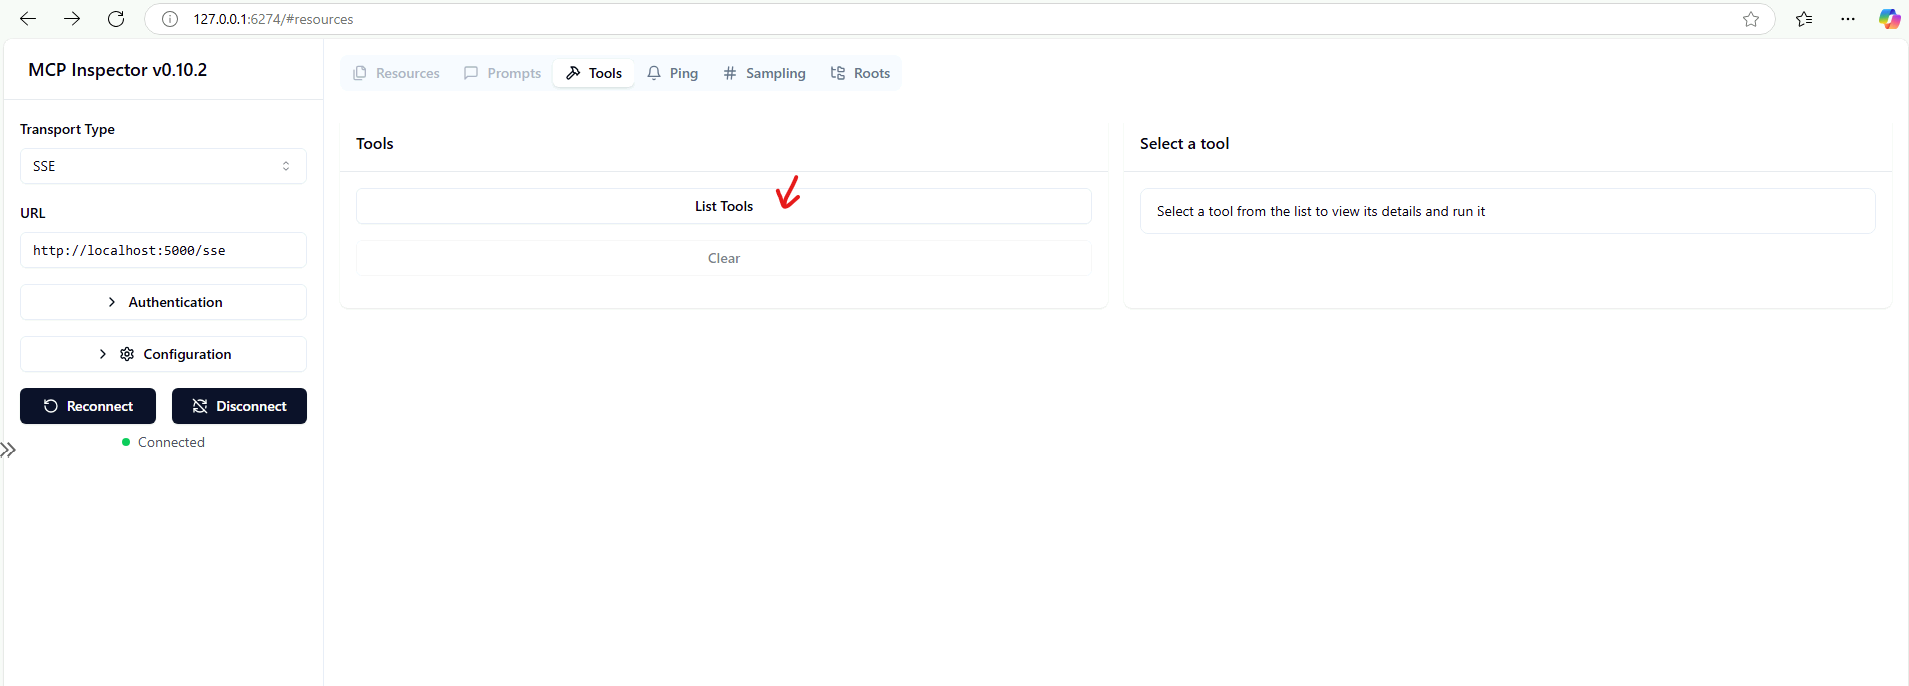 127.0.0.1:6274/#resources
MCP Inspector v0.10.2
Transport Type
SSE
URL
http://localhost:5000/sse
Authentication
Configuration
Reconnect
Disconnect
Connected
Resources
Prompts
Tools
Ping
Sampling
Roots
Tools
List Tools
Clear
Select a tool
Select a tool from the list to view its details and run it